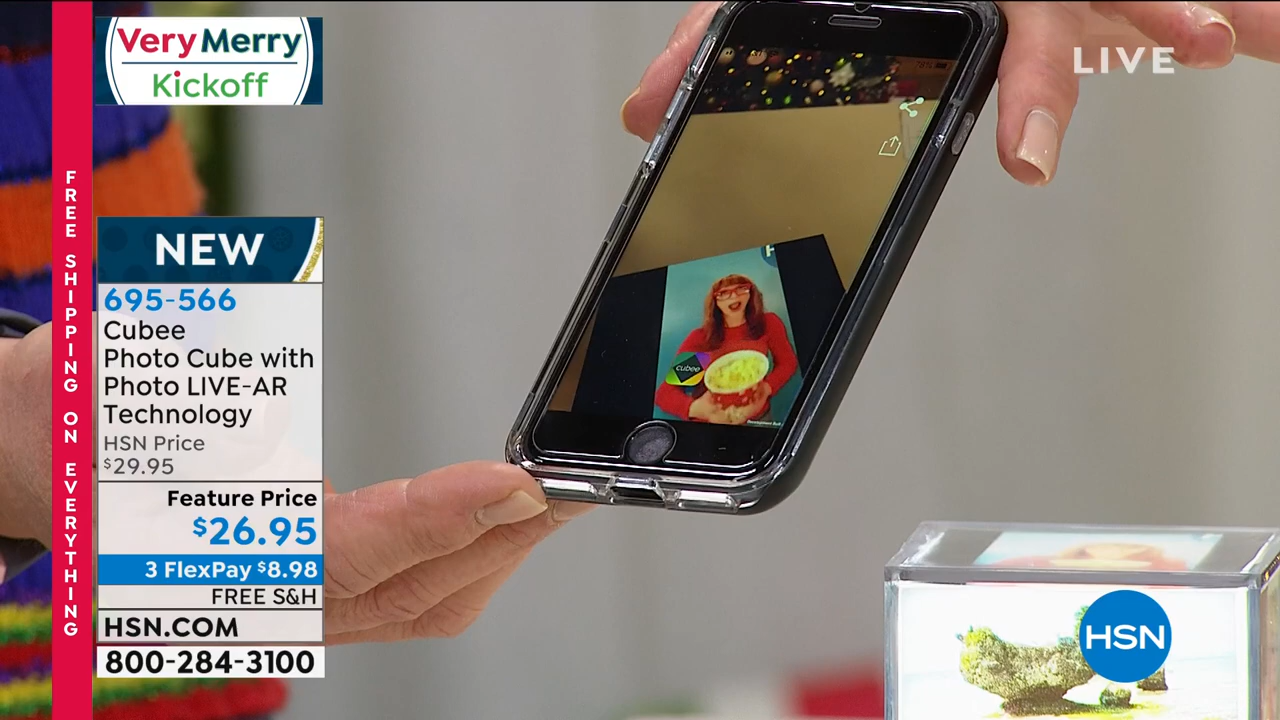 Very Merry
Kickoff
LIVE
FREE SHIPPING ON EVERYTHING
NEW
695-566
Cubee
Photo Cube with
Photo LIVE-AR
Technology
HSN Price
$29.95
Feature Price
$26.95
3 FlexPay $8.98
FREE S&H
HSN.COM
800-284-3100
cubee
HSN